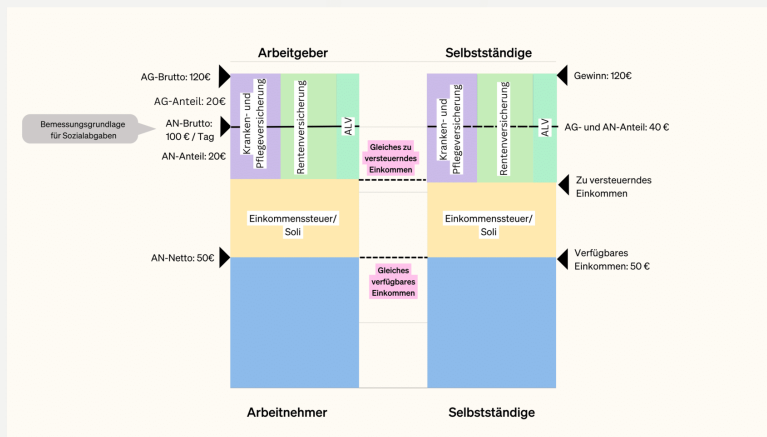 Arbeitgeber
Selbstständige
AG-Brutto: 120€
AG-Anteil: 20€
AN-Brutto:
100 € / Tag
AN-Anteil: 20€
Bemessungsgrundlage
für Sozialabgaben
Kranken- und
Pflegeversicherung
Rentenversicherung
ALV
Gleiches zu
versteuerndes
Einkommen
Kranken- und
Pflegeversicherung
Rentenversicherung
ALV
Gewinn: 120€
AG- und AN-Anteil: 40 €
Zu versteuerndes
Einkommen
Einkommenssteuer/
Soli
Einkommenssteuer/
Soli
AN-Netto: 50€
Gleiches
verfügbares
Einkommen
Verfügbares
Einkommen: 50 €
Arbeitnehmer
Selbstständige